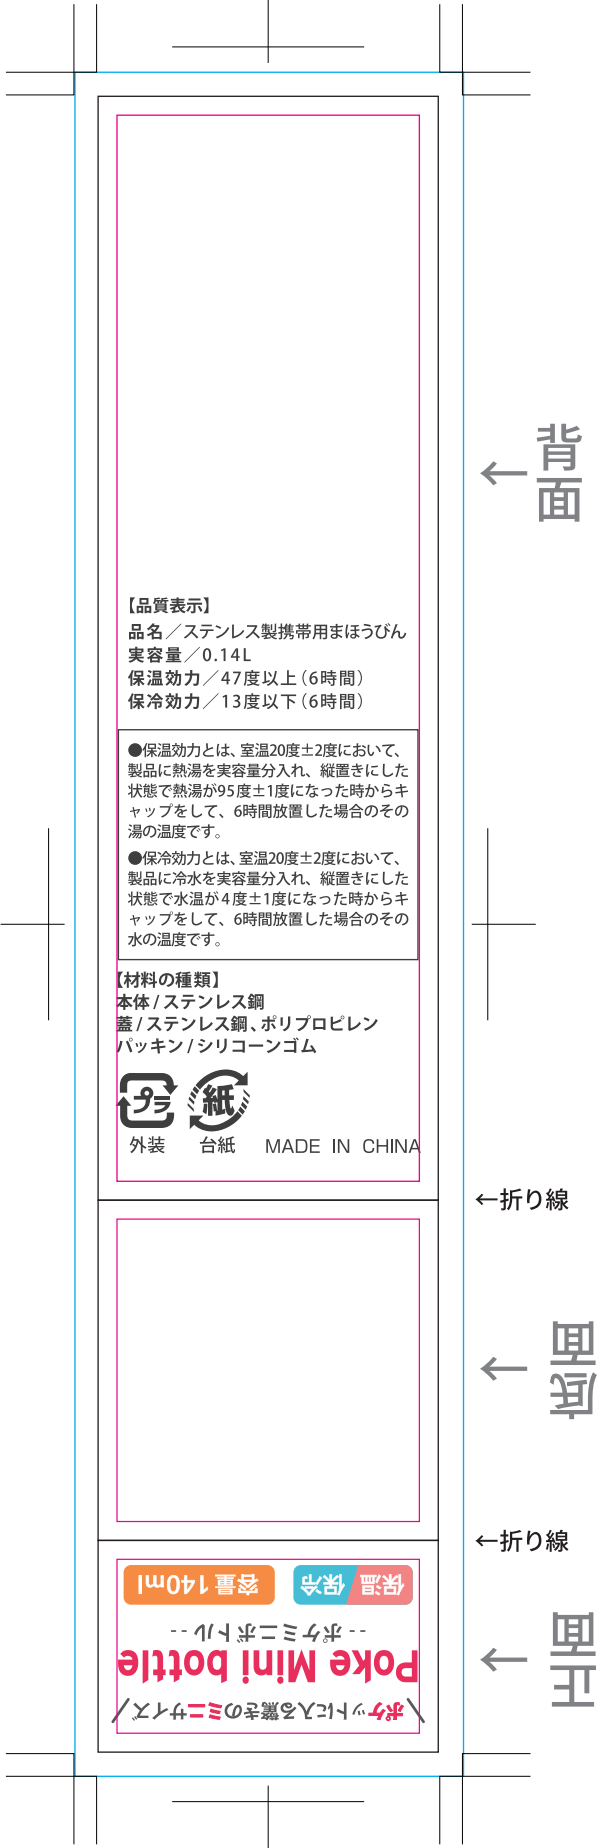 背面
←
【品質表示】
品名／ステンレス製携帯用まほうびん
実容量／0.14L
保温効力／47度以上（6時間）
保冷効力／13度以下（6時間）
●保温効力とは、室温20度±2度において、
製品に熱湯を実容量分入れ、縦置きにした
状態で熱湯が95度±1度になった時からキ
ャップをして、6時間放置した場合のその
湯の温度です。
●保冷効力とは、室温20度±2度において、
製品に冷水を実容量分入れ、縦置きにした
状態で水温が4度±1度になった時からキ
ャップをして、6時間放置した場合のその
水の温度です。
【材料の種類】
本体/ステンレス鋼
蓋/ステンレス鋼、ポリプロピレン
パッキン/シリコーンゴム
プラ 紙
外装 台紙 MADE IN CHINA
←折り線
底面
←
←折り線
正面
←
\ポケットに入る驚きのミニサイズ/
Poke Mini bottle
--ポケミニボトル--
保温/保冷 容量140ml